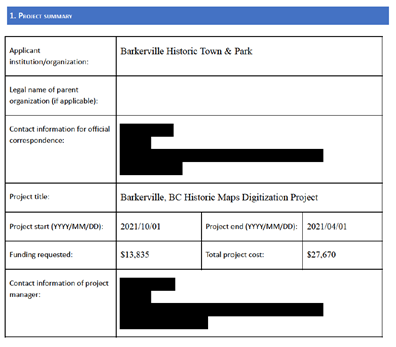 1. PROJECT SUMMARY
Applicant
institution/organization:
Barkerville Historic Town & Park
Legal name of parent
organization (if applicable):
Contact information for official
correspondence:
Project title:
Barkerville, BC Historic Maps Digitization Project
Project start (YYYY/MM/DD):
2021/10/01
Project end (YYYY/MM/DD):
2021/04/01
Funding requested:
$13,835
Total project cost:
$27,670
Contact information of project
manager: